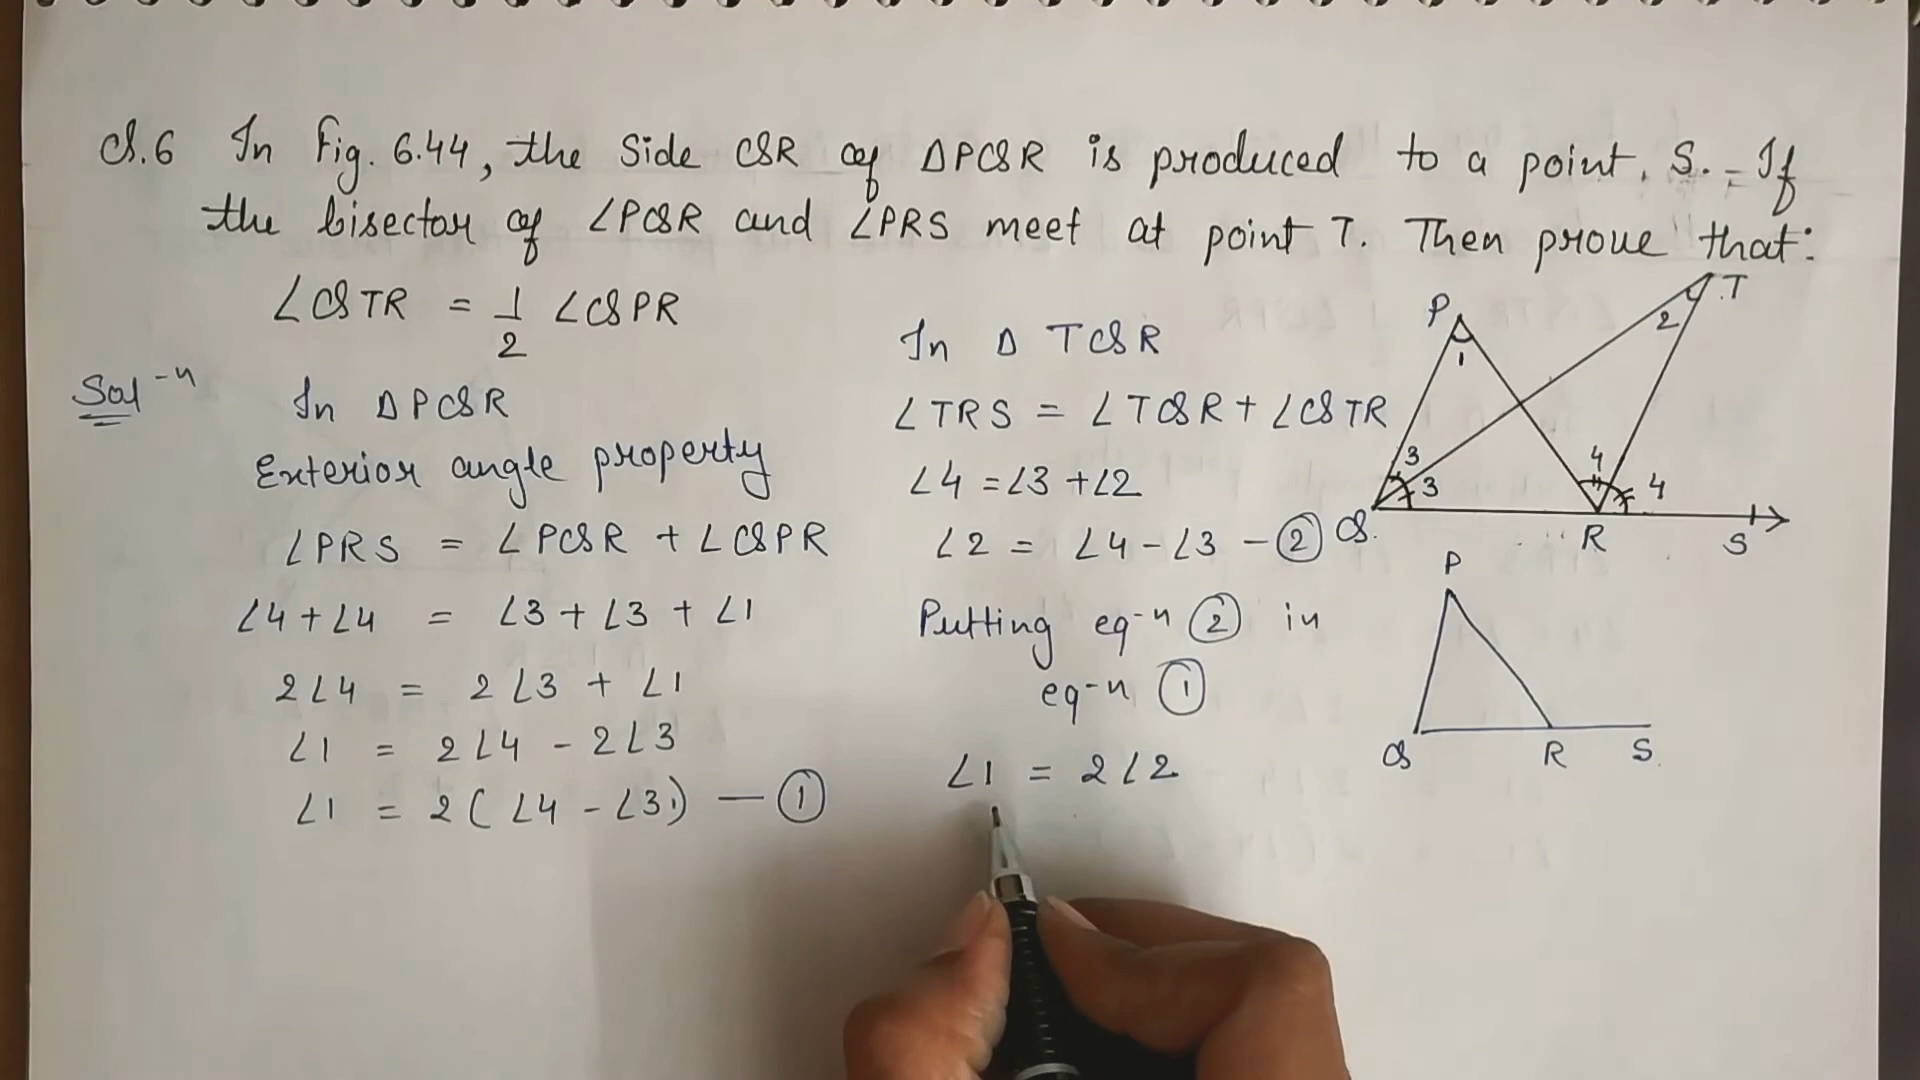 Q.6 In Fig. 6.44, the Side QR of ΔPQR is produced to a point. S. - If
the bisector of ∠PQR and ∠PRS meet at point T. Then prove that:
∠QTR = 1/2 ∠QPR
Sol-n In ΔPQR
Exterior angle property
∠PRS = ∠PQR + ∠QPR
∠4 + ∠4 = ∠3 + ∠3 + ∠1
2∠4 = 2∠3 + ∠1
∠1 = 2∠4 - 2∠3
∠1 = 2(∠4 - ∠3) — ①
In Δ TQR
∠TRS = ∠TQR + ∠QTR
∠4 = ∠3 + ∠2
∠2 = ∠4 - ∠3 - ②
Putting eq-n ② in
eq-n ①
∠1 = 2∠2
P
T
1
2
3
3
4
4
Q
R
S
P
Q
R
S